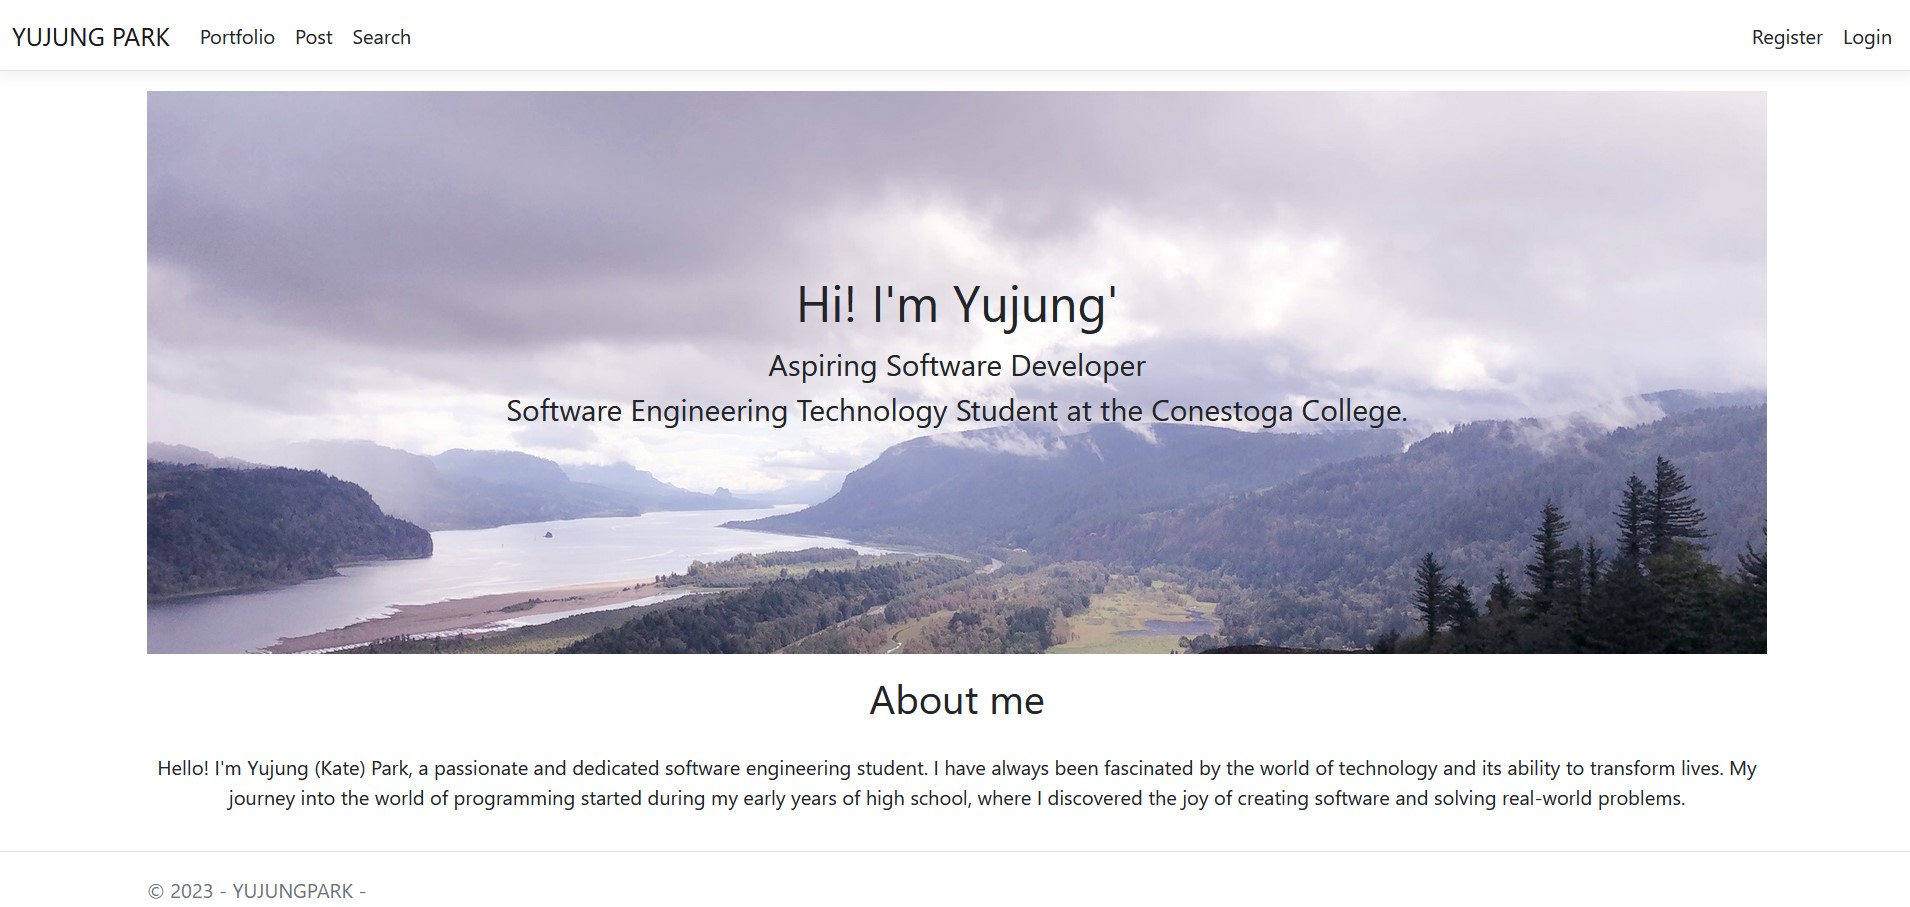 YUJUNG PARK Portfolio Post Search Register Login
Hi! I'm Yujung'
Aspiring Software Developer
Software Engineering Technology Student at the Conestoga College.
About me
Hello! I'm Yujung (Kate) Park, a passionate and dedicated software engineering student. I have always been fascinated by the world of technology and its ability to transform lives. My
journey into the world of programming started during my early years of high school, where I discovered the joy of creating software and solving real-world problems.
© 2023 - YUJUNGPARK -